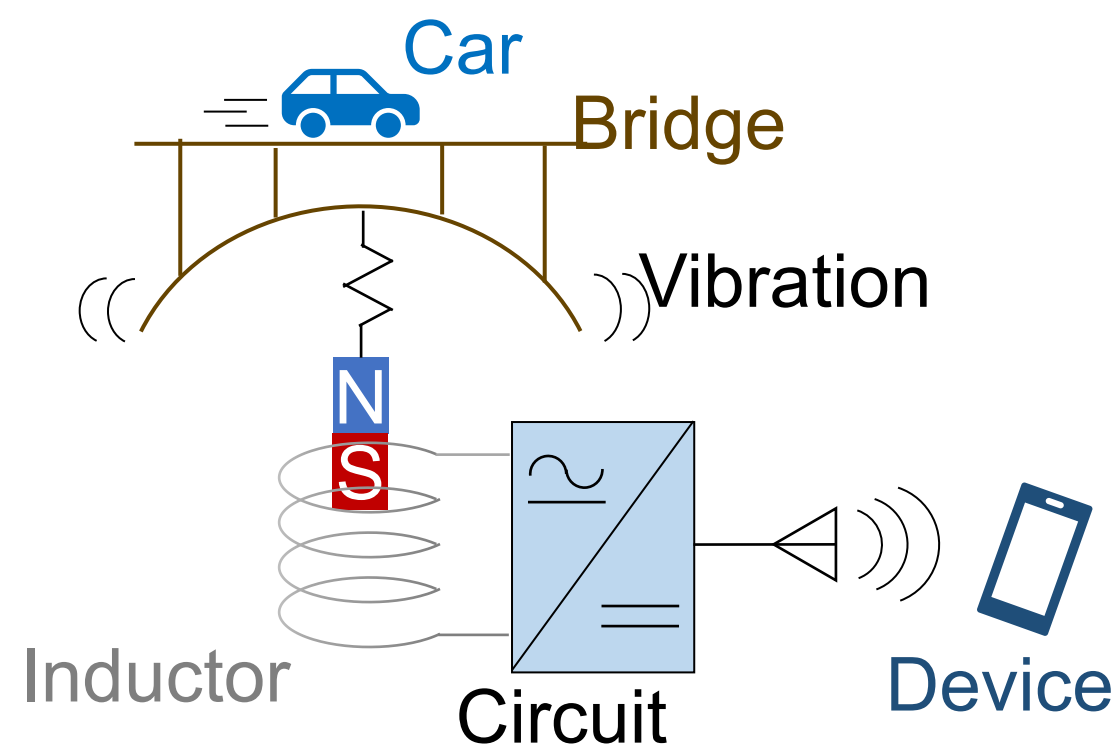 Car
Bridge
Vibration
N
S
Inductor
Circuit
Device